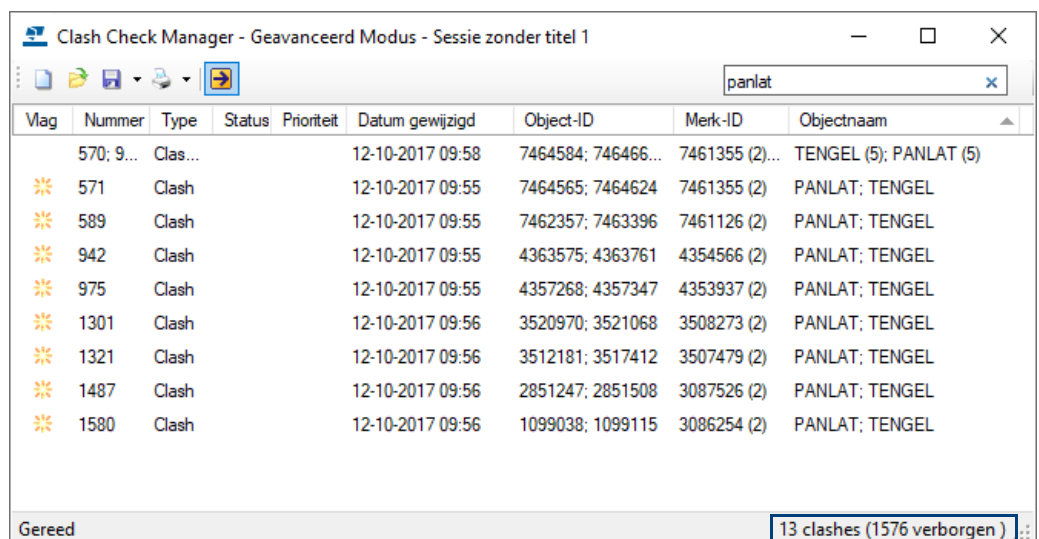 Clash Check Manager - Geavanceerd Modus - Sessie zonder titel 1
panlat
Vlag Nummer Type Status Prioriteit Datum gewijzigd Object-ID Merk-ID Objectnaam
570; 9... Clas... 12-10-2017 09:58 7464584; 746466... 7461355 (2)... TENGEL (5); PANLAT (5)
571 Clash 12-10-2017 09:55 7464565; 7464624 7461355 (2) PANLAT; TENGEL
589 Clash 12-10-2017 09:55 7462357; 7463396 7461126 (2) PANLAT; TENGEL
942 Clash 12-10-2017 09:55 4363575; 4363761 4354566 (2) PANLAT; TENGEL
975 Clash 12-10-2017 09:55 4357268; 4357347 4353937 (2) PANLAT; TENGEL
1301 Clash 12-10-2017 09:56 3520970; 3521068 3508273 (2) PANLAT; TENGEL
1321 Clash 12-10-2017 09:56 3512181; 3517412 3507479 (2) PANLAT; TENGEL
1487 Clash 12-10-2017 09:56 2851247; 2851508 3087526 (2) PANLAT; TENGEL
1580 Clash 12-10-2017 09:56 1099038; 1099115 3086254 (2) PANLAT; TENGEL
Gereed 13 clashes (1576 verborgen )